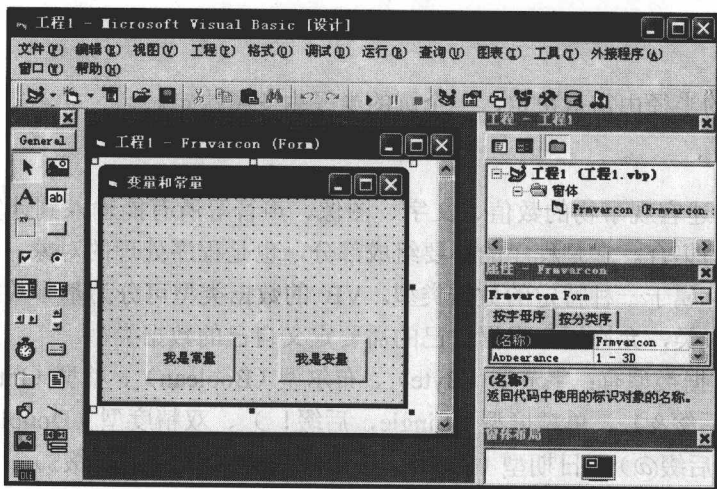 工程1 - Microsoft Visual Basic [设计]
文件(F) 编辑(E) 视图(V) 工程(P) 格式(O) 调试(D) 运行(R) 查询(U) 图表(I) 工具(T) 外接程序(A)
窗口(W) 帮助(H)
General
工程1 - Frmvarcon (Form)
变量和常量
我是常量
我是变量
工程 - 工程1
工程1 (工程1.vbp)
窗体
Frmvarcon (Frmvarcon.
属性 - Frmvarcon
Frmvarcon Form
按字母序 按分类序
(名称) Frmvarcon
Appearance 1 - 3D
(名称)
返回代码中使用的标识对象的名称。
窗体布局